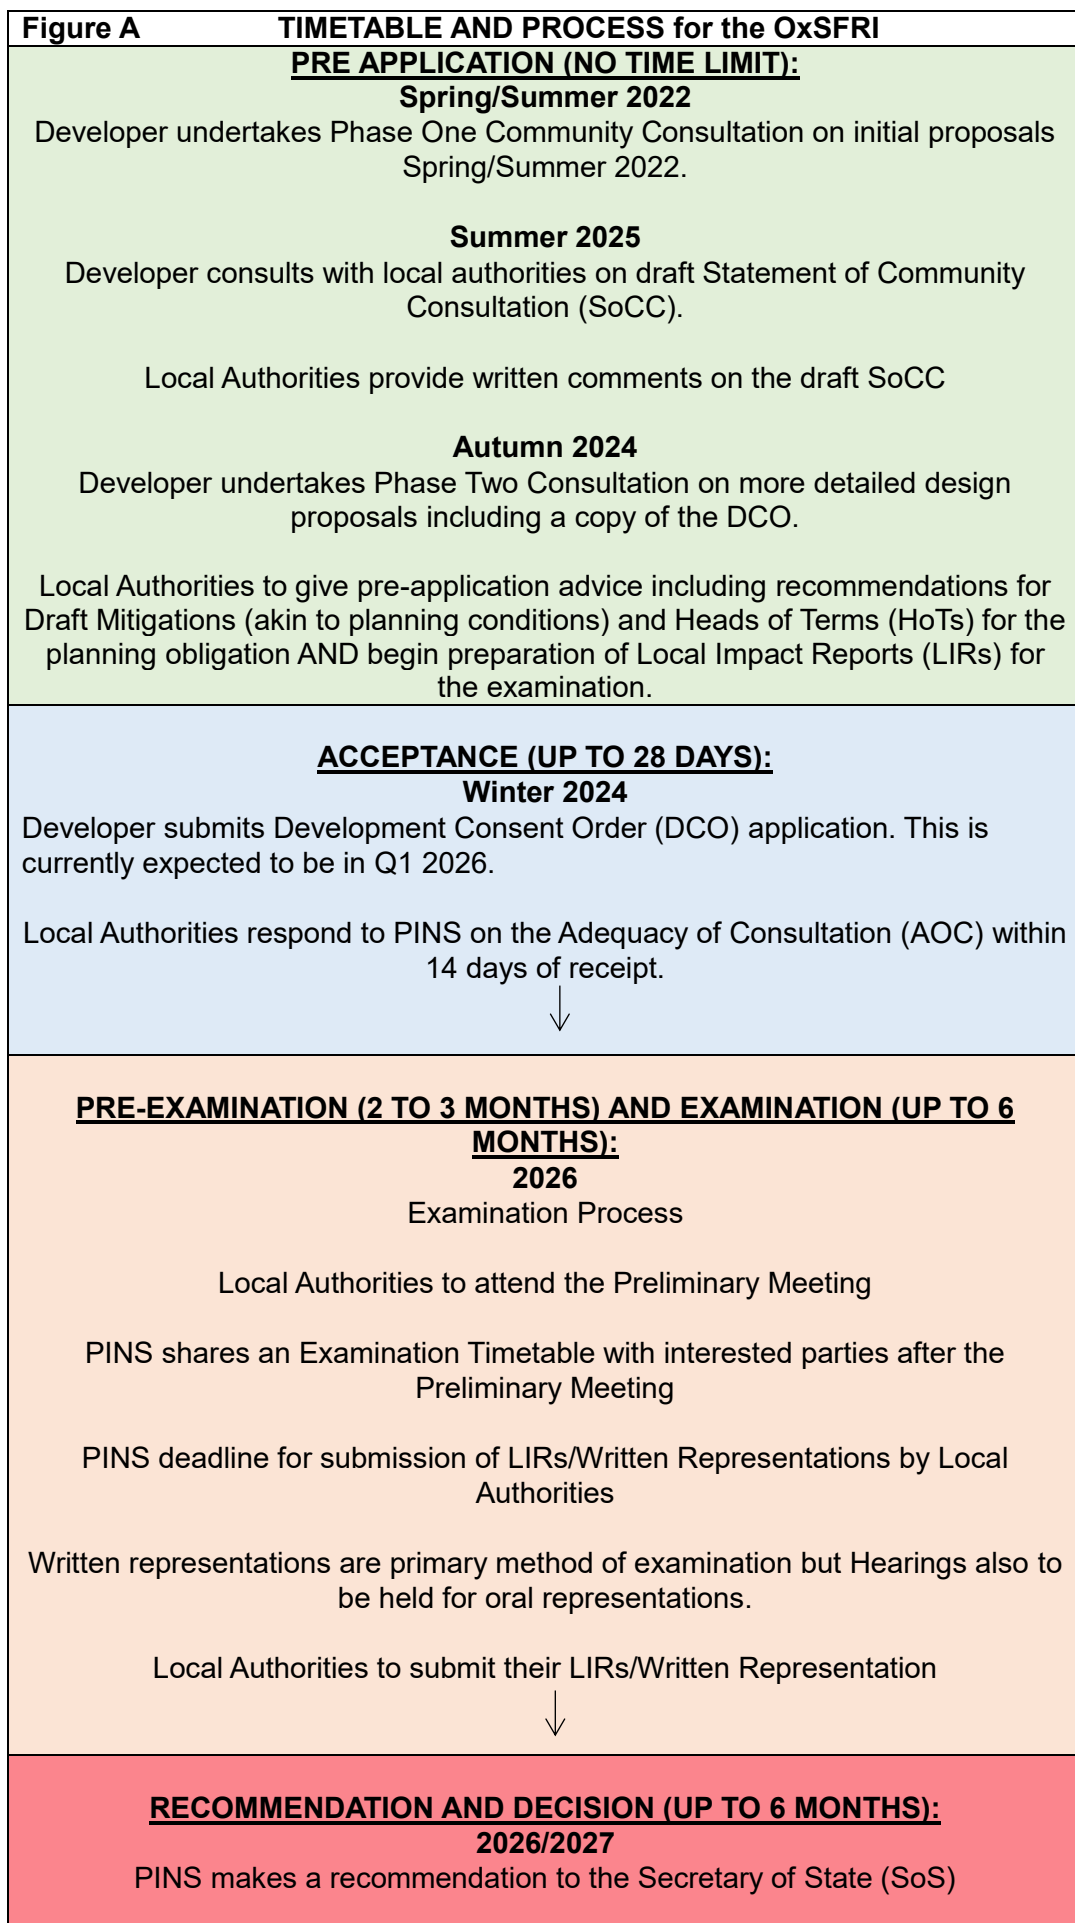 Figure A TIMETABLE AND PROCESS for the OxSFRI
PRE APPLICATION (NO TIME LIMIT):
Spring/Summer 2022
Developer undertakes Phase One Community Consultation on initial proposals
Spring/Summer 2022.
Summer 2025
Developer consults with local authorities on draft Statement of Community
Consultation (SoCC).
Local Authorities provide written comments on the draft SoCC
Autumn 2024
Developer undertakes Phase Two Consultation on more detailed design
proposals including a copy of the DCO.
Local Authorities to give pre-application advice including recommendations for
Draft Mitigations (akin to planning conditions) and Heads of Terms (HoTs) for the
planning obligation AND begin preparation of Local Impact Reports (LIRs) for
the examination.
ACCEPTANCE (UP TO 28 DAYS):
Winter 2024
Developer submits Development Consent Order (DCO) application. This is
currently expected to be in Q1 2026.
Local Authorities respond to PINS on the Adequacy of Consultation (AOC) within
14 days of receipt.
PRE-EXAMINATION (2 TO 3 MONTHS) AND EXAMINATION (UP TO 6
MONTHS):
2026
Examination Process
Local Authorities to attend the Preliminary Meeting
PINS shares an Examination Timetable with interested parties after the
Preliminary Meeting
PINS deadline for submission of LIRs/Written Representations by Local
Authorities
Written representations are primary method of examination but Hearings also to
be held for oral representations.
Local Authorities to submit their LIRs/Written Representation
RECOMMENDATION AND DECISION (UP TO 6 MONTHS):
2026/2027
PINS makes a recommendation to the Secretary of State (SoS)